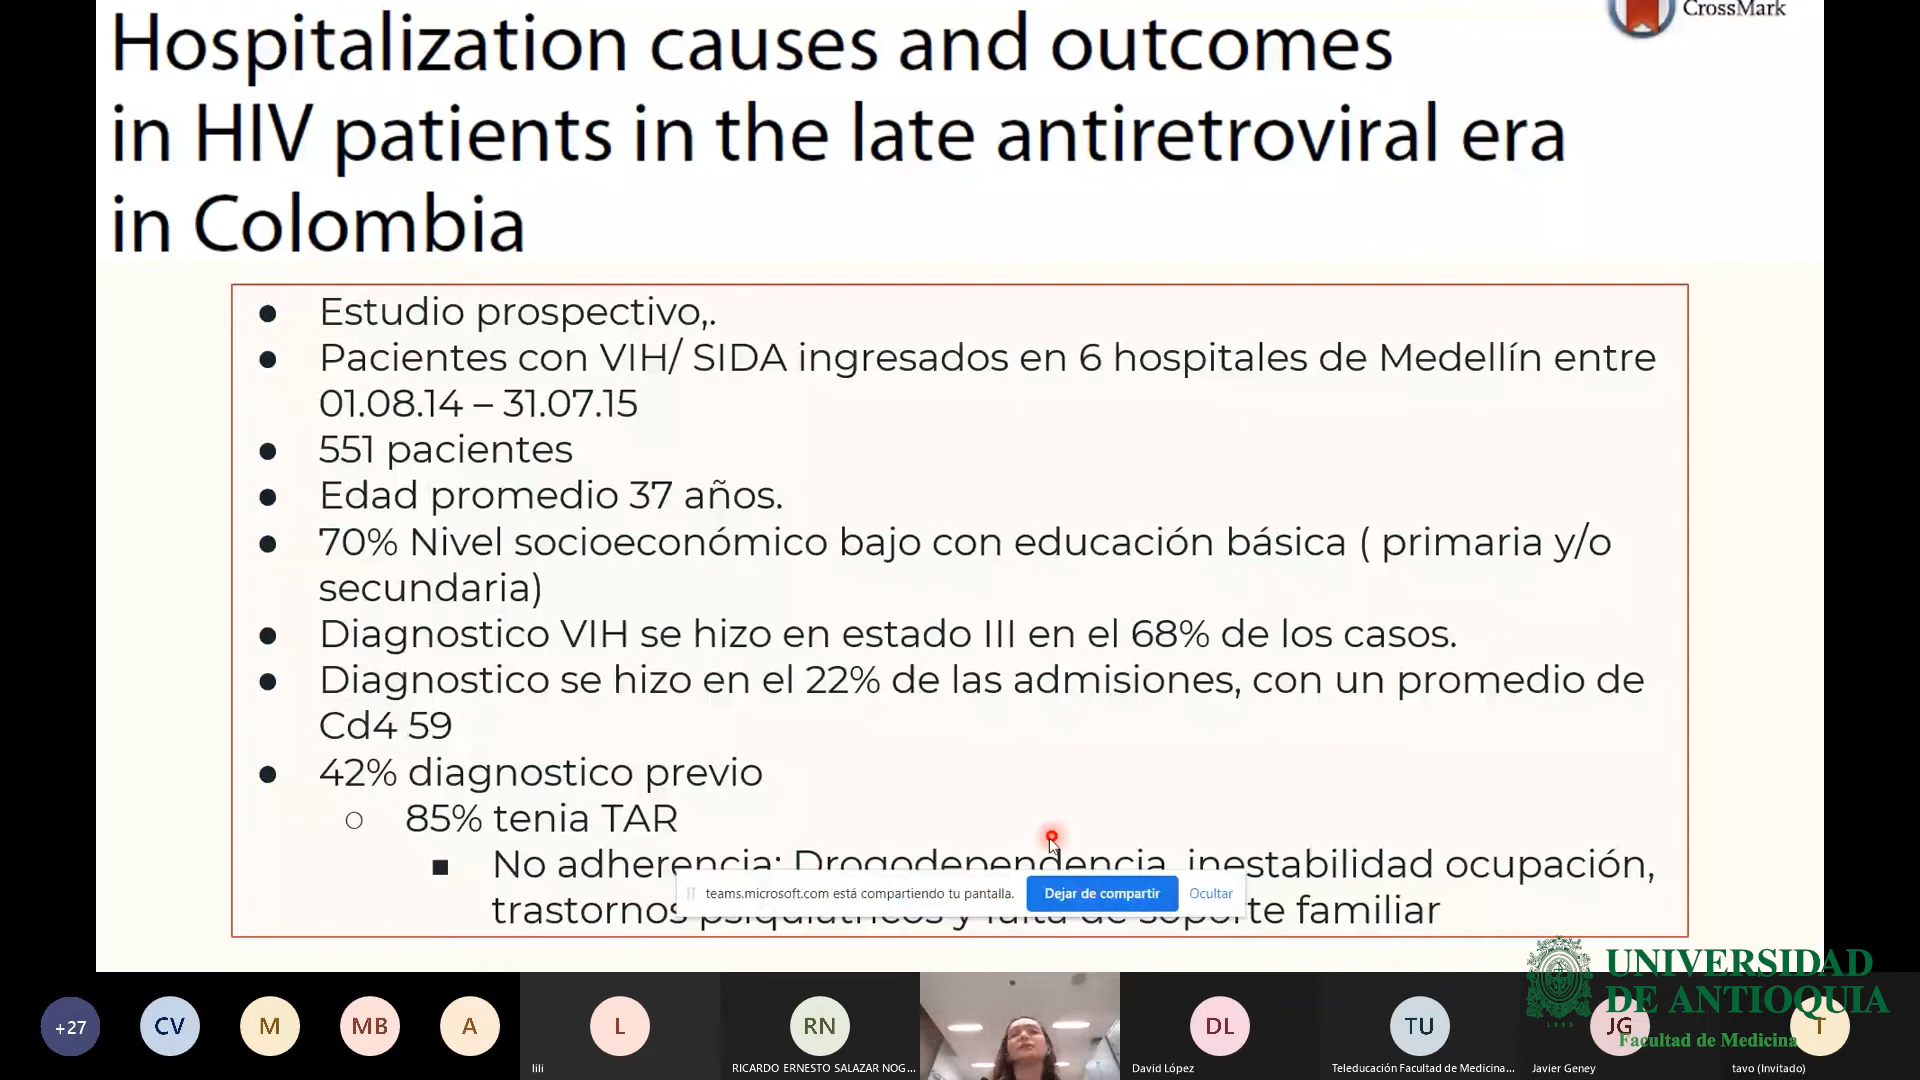 CrossMark
Hospitalization causes and outcomes
in HIV patients in the late antiretroviral era
in Colombia
● Estudio prospectivo,.
● Pacientes con VIH/ SIDA ingresados en 6 hospitales de Medellín entre
01.08.14 – 31.07.15
● 551 pacientes
● Edad promedio 37 años.
● 70% Nivel socioeconómico bajo con educación básica ( primaria y/o
secundaria)
● Diagnostico VIH se hizo en estado III en el 68% de los casos.
● Diagnostico se hizo en el 22% de las admisiones, con un promedio de
Cd4 59
● 42% diagnostico previo
○ 85% tenia TAR
■ No adherencia: Drogodependencia, inestabilidad ocupación,
trastornos psiquiátricos y falta de soporte familiar
teams.microsoft.com está compartiendo tu pantalla.
Dejar de compartir
Ocultar
UNIVERSIDAD
DE ANTIOQUIA
1803
Facultad de Medicina
+27
CV
M
MB
A
L
RN
DL
TU
JG
T
lili
RICARDO ERNESTO SALAZAR NOG...
David López
Teleducación Facultad de Medicina...
Javier Geney
tavo (Invitado)